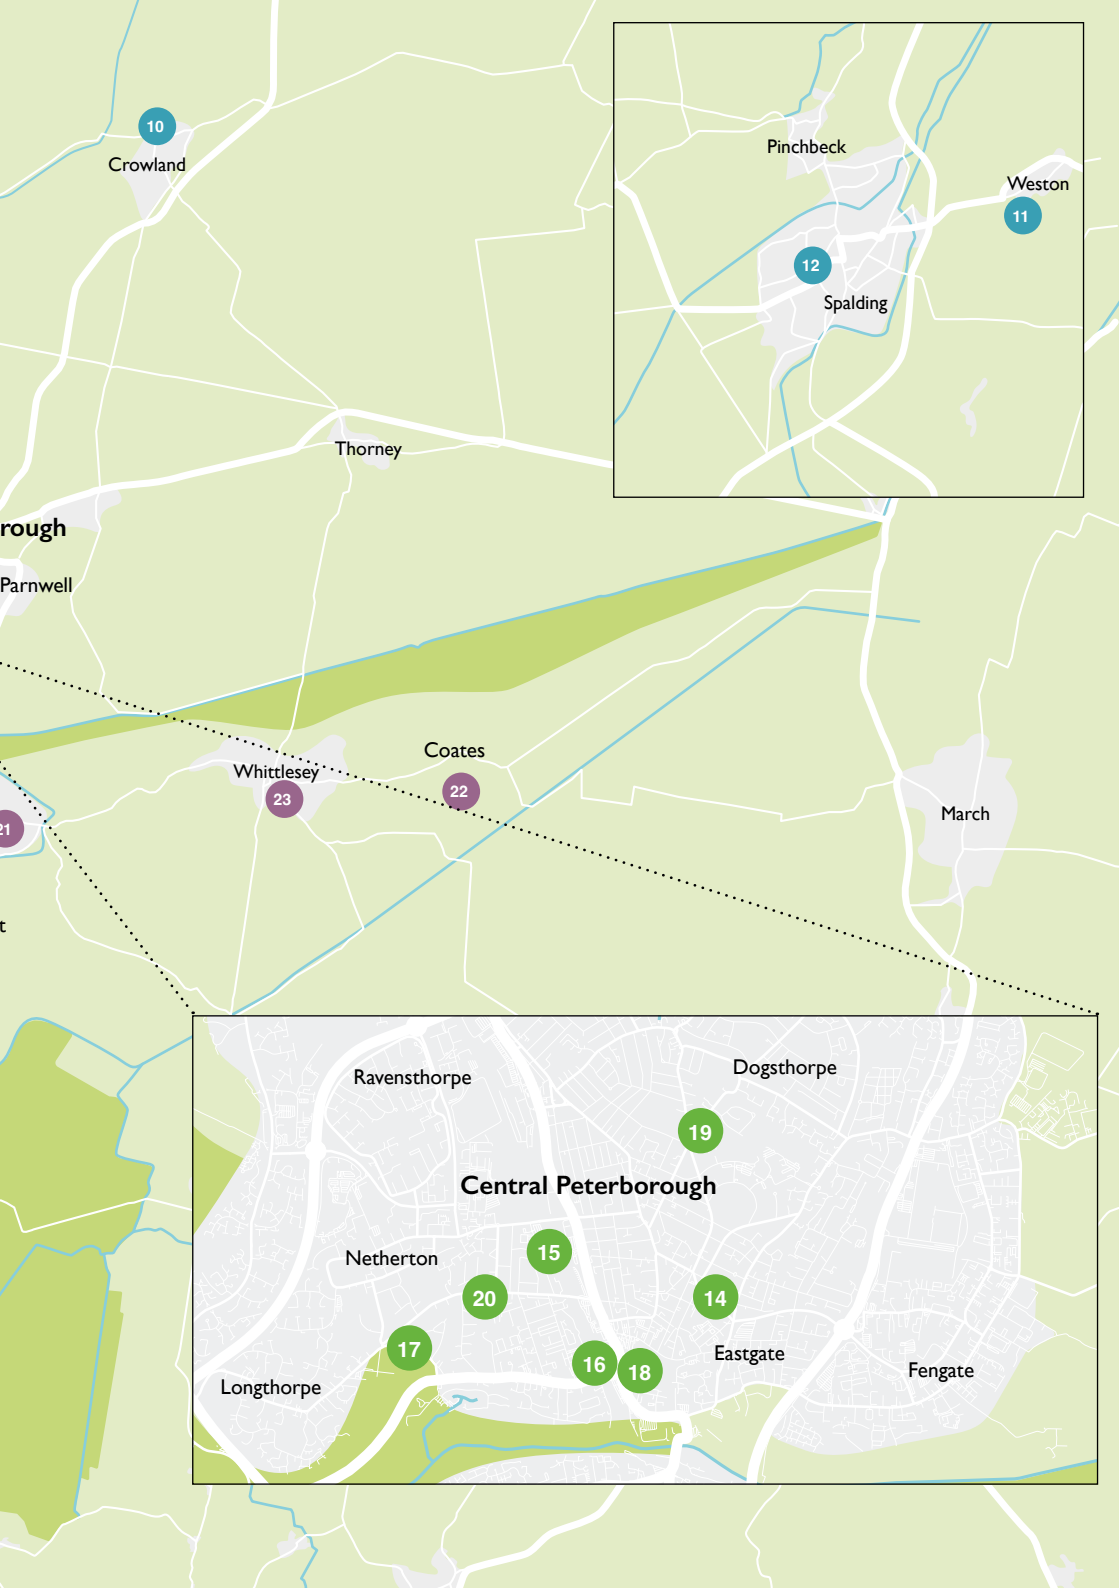 10
Crowland
Pinchbeck
Weston
11
12
Spalding
Thorney
rough
Parnwell
Coates
Whittlesey
22
23
21
March
t
Ravensthorpe
Dogsthorpe
19
Central Peterborough
15
Netherton
20
14
17
16
18
Eastgate
Longthorpe
Fengate